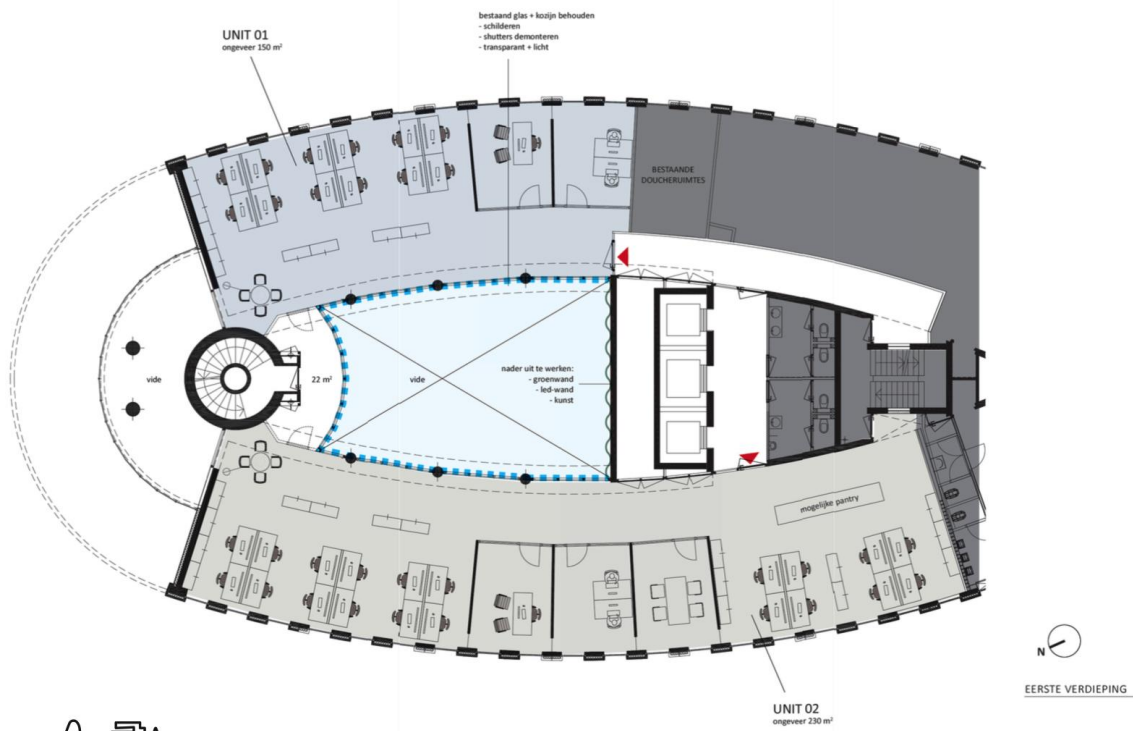 bestaand glas + kozijn behouden
- schilderen
- shutters demonteren
- transparant + licht
UNIT 01
ongeveer 150 m²
BESTAANDE
DOUCHERUIMTES
vide
22 m²
vide
nader uit te werken:
- groenwand
- led-wand
- kunst
mogelijke pantry
N
EERSTE VERDIEPING
UNIT 02
ongeveer 230 m²